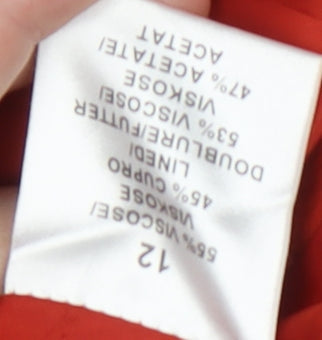 12
55% VISCOSE/
VISKOSE
45% CUPRO
LINED/
DOUBLURE/FUTTER
53% VISCOSE/
VISKOSE
47% ACETATE/
ACETAT